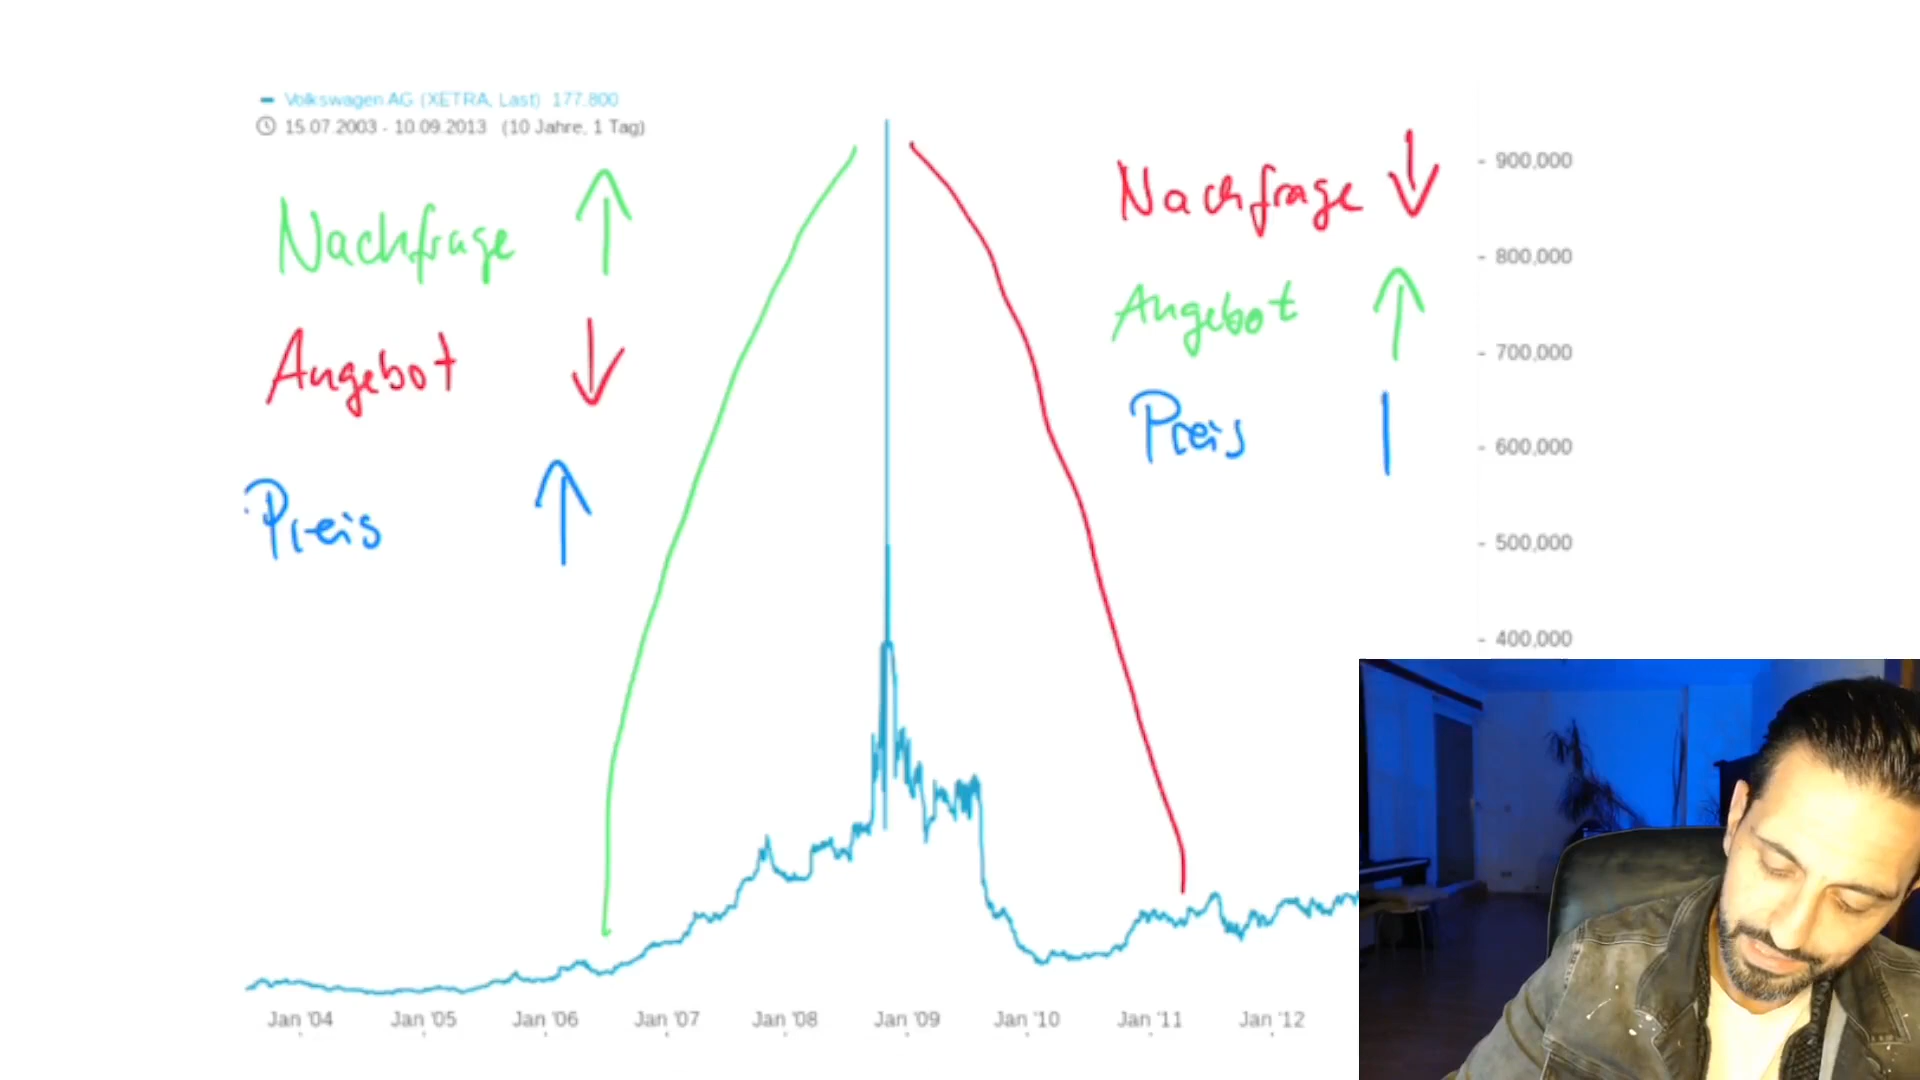 Volkswagen AG (XETRA, Last) 177.800
15.07.2003 - 10.09.2013 (10 Jahre, 1 Tag)
Nachfrage ↑
Angebot ↓
Preis ↑
Nachfrage ↓
Angebot ↑
Preis
- 900,000
- 800,000
- 700,000
- 600,000
- 500,000
- 400,000
Jan '04 Jan '05 Jan '06 Jan '07 Jan '08 Jan '09 Jan '10 Jan '11 Jan '12